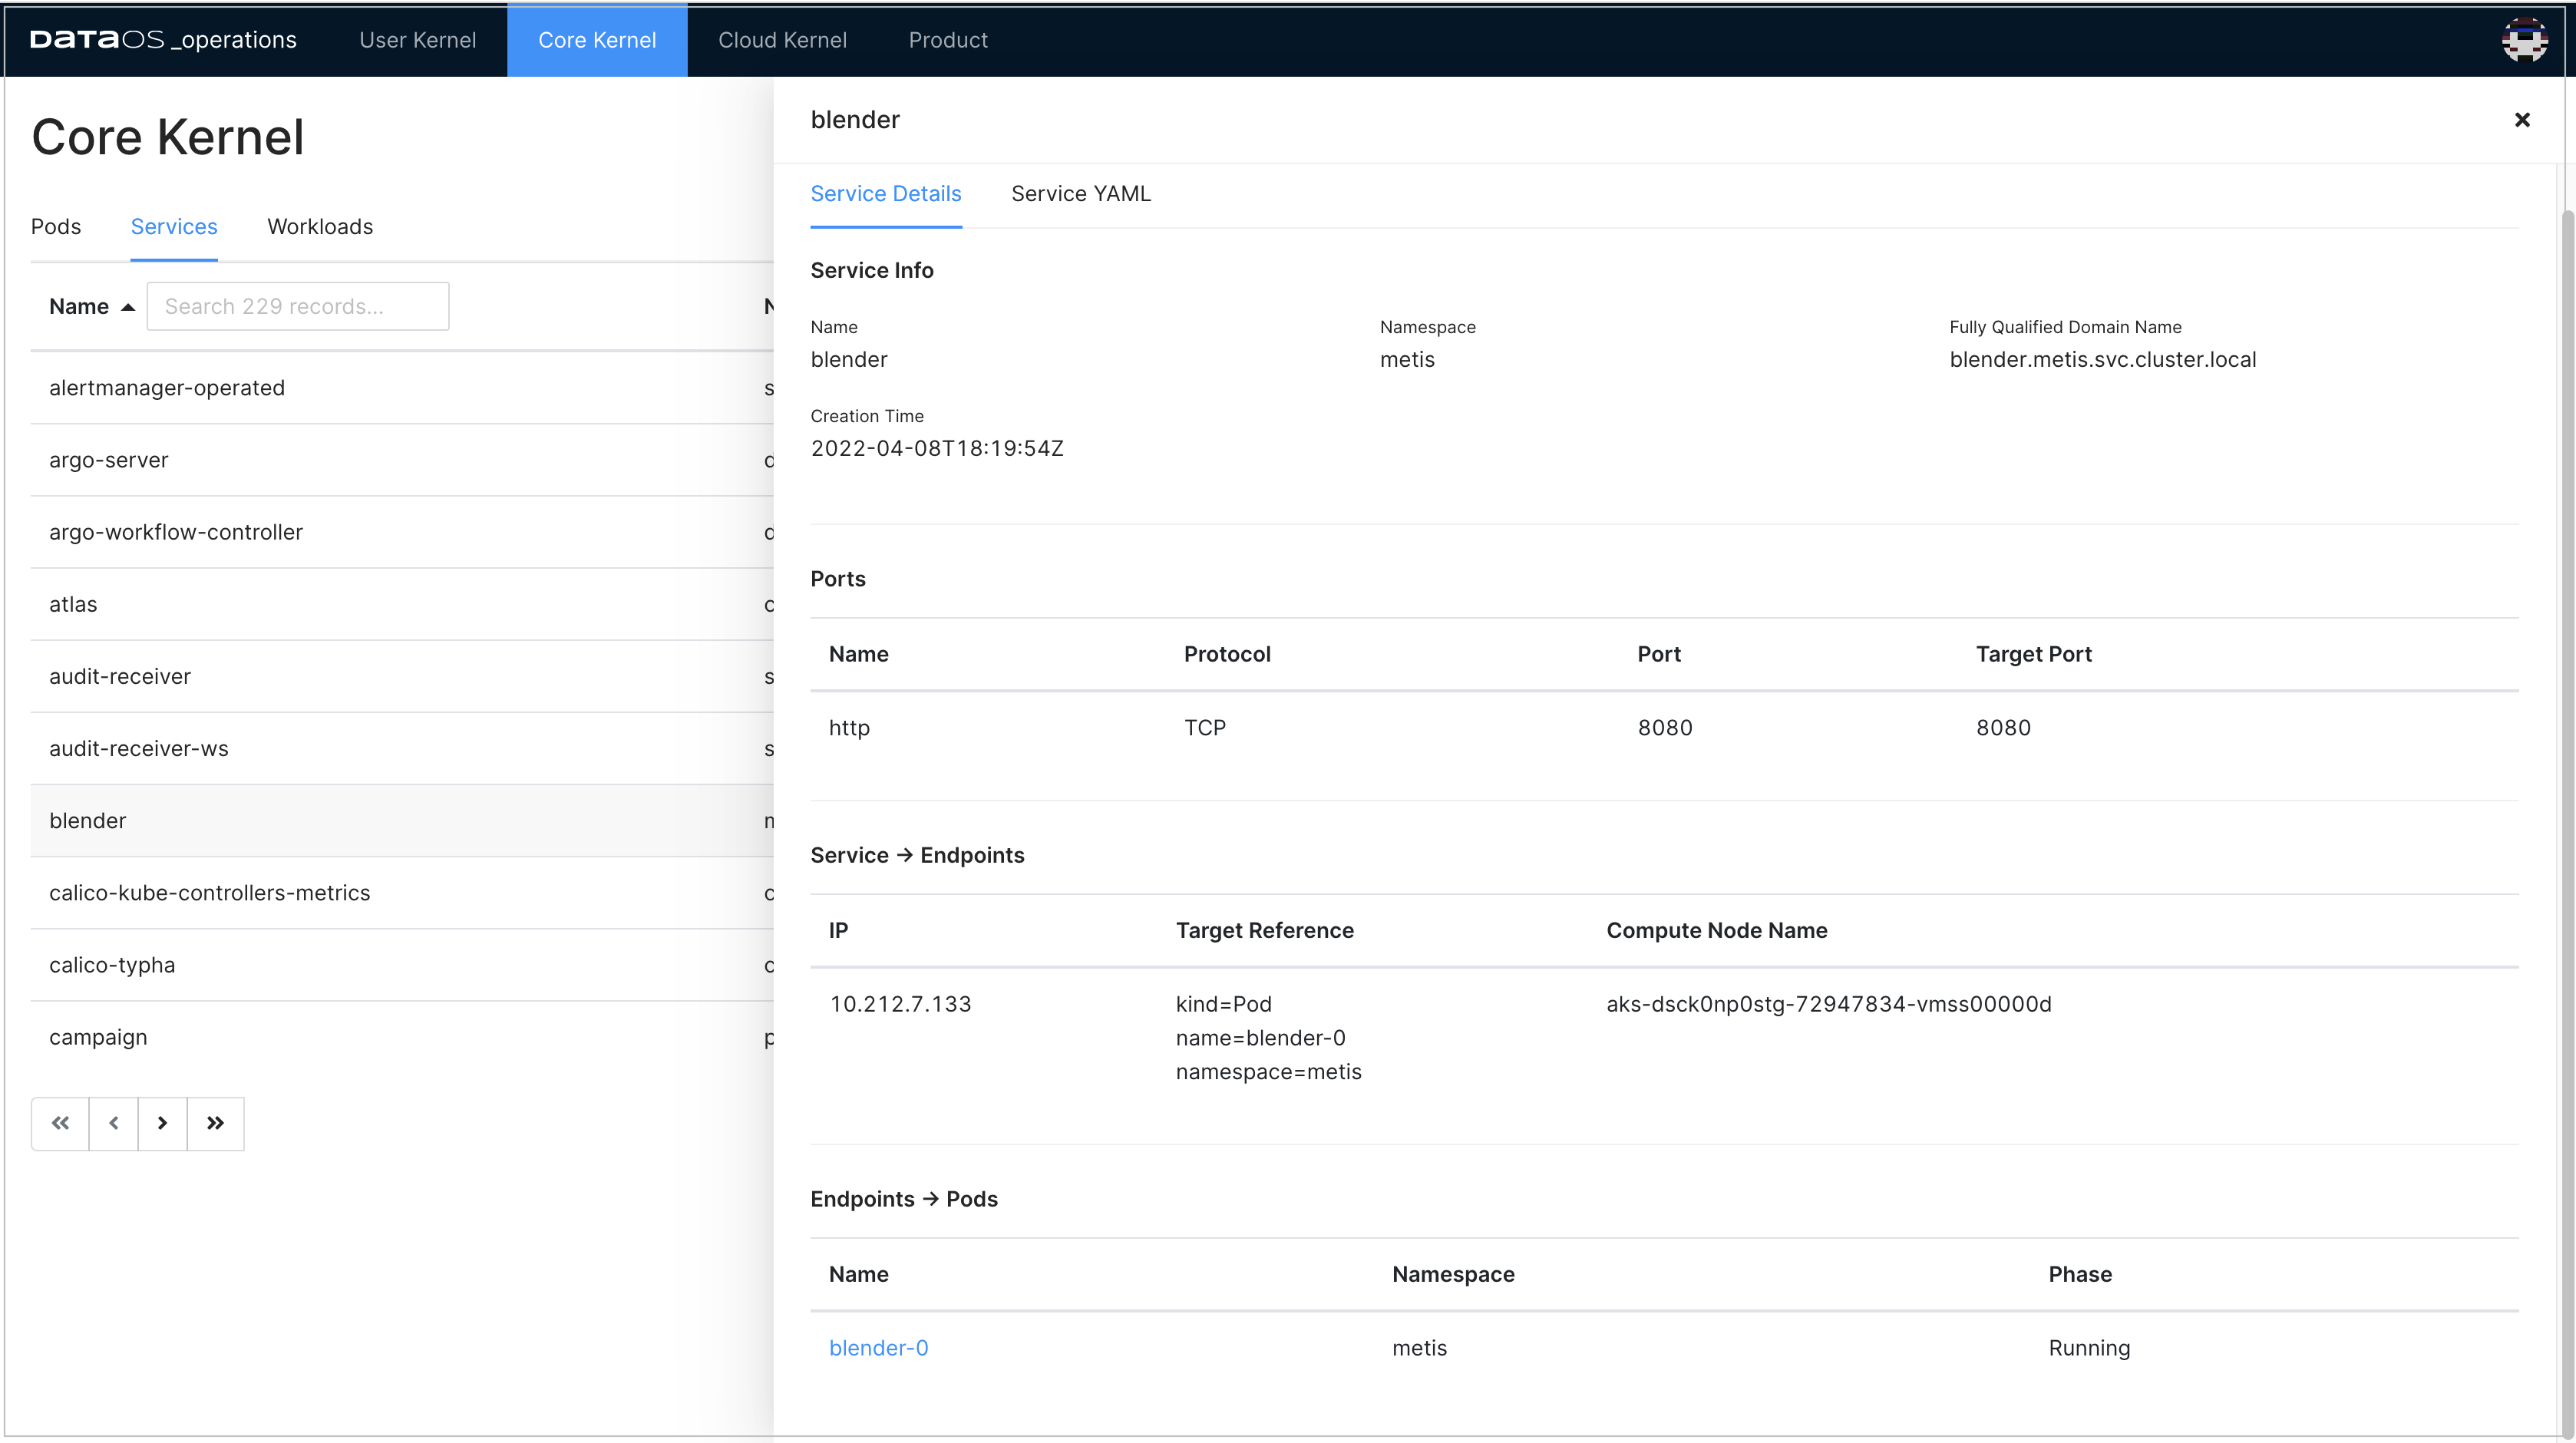 DATAOS _operations User Kernel Core Kernel Cloud Kernel Product
Core Kernel
Pods Services Workloads
Name Search 229 records...
alertmanager-operated
argo-server
argo-workflow-controller
atlas
audit-receiver
audit-receiver-ws
blender
calico-kube-controllers-metrics
calico-typha
campaign
« ‹ › »
blender
Service Details Service YAML
Service Info
Name Namespace Fully Qualified Domain Name
blender metis blender.metis.svc.cluster.local
Creation Time
2022-04-08T18:19:54Z
Ports
Name Protocol Port Target Port
http TCP 8080 8080
Service → Endpoints
IP Target Reference Compute Node Name
10.212.7.133 kind=Pod aks-dsck0np0stg-72947834-vmss00000d
name=blender-0
namespace=metis
Endpoints → Pods
Name Namespace Phase
blender-0 metis Running